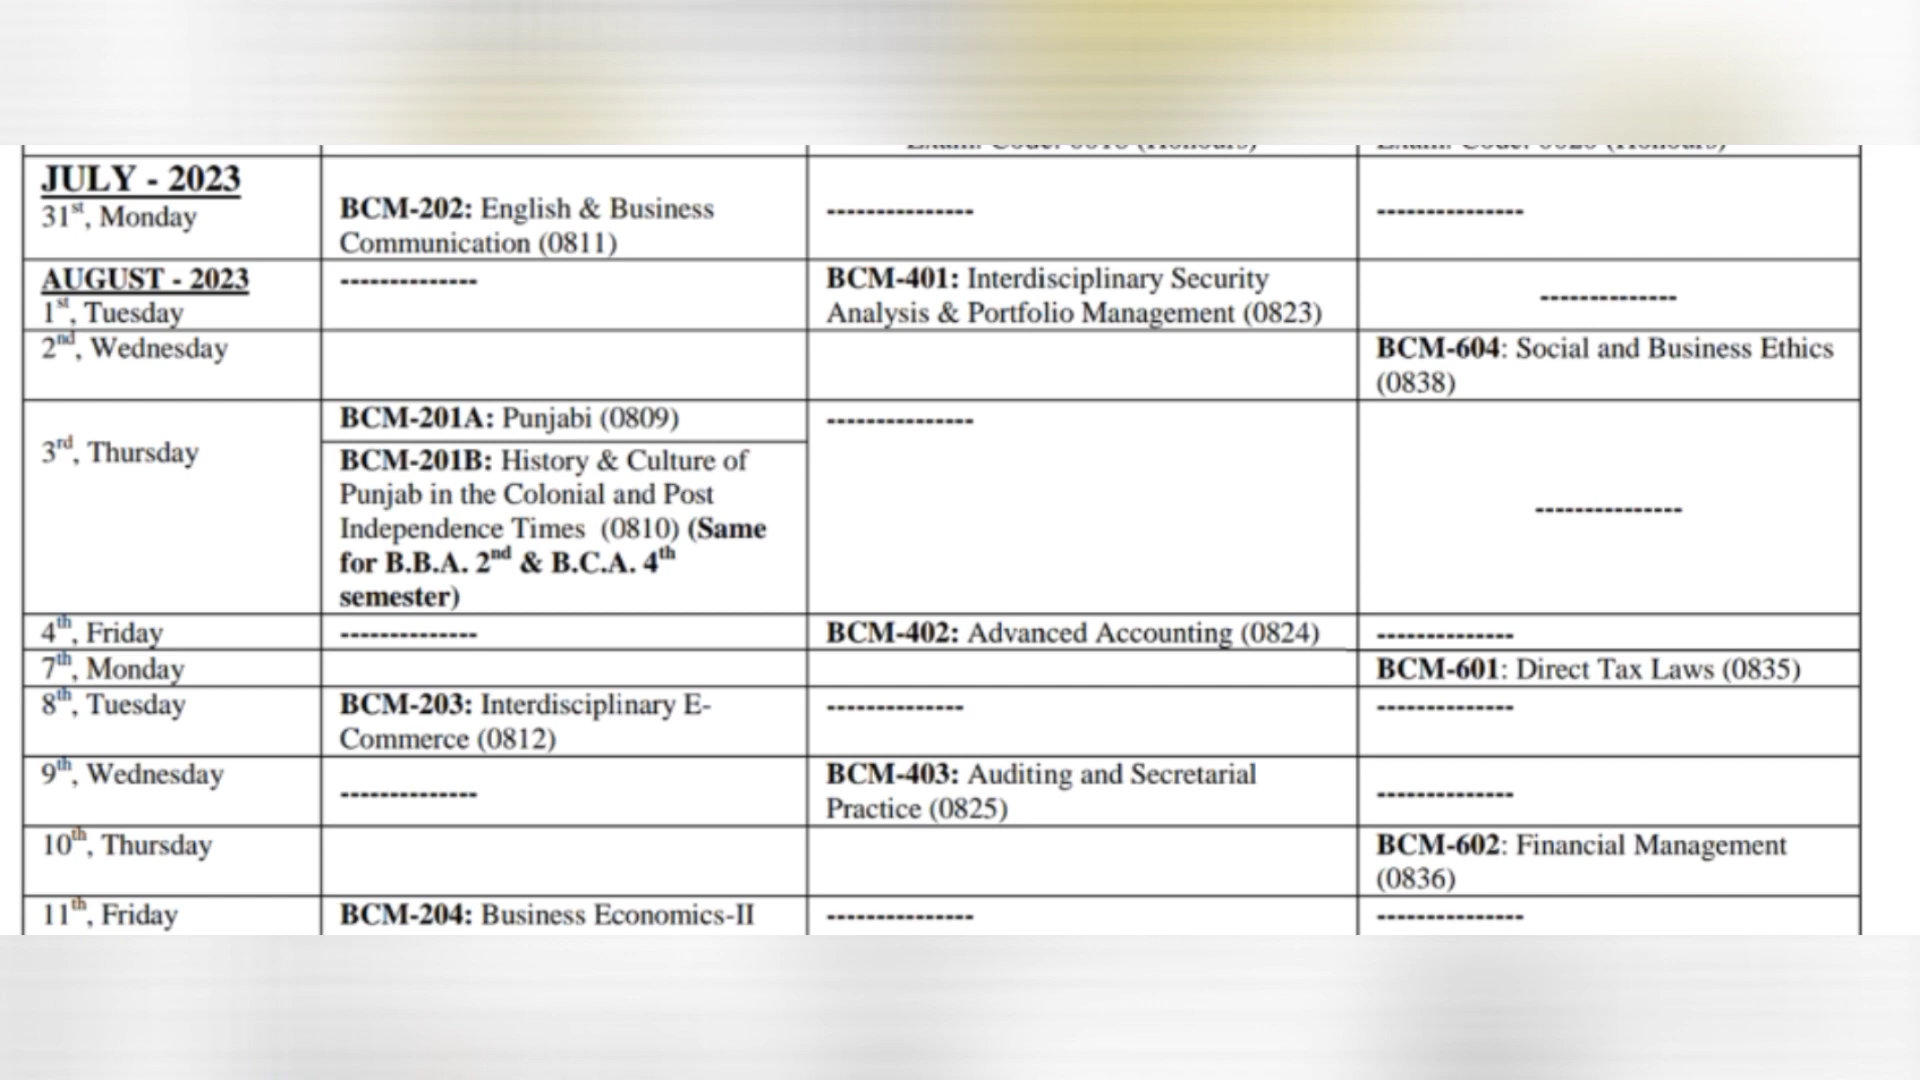 JULY - 2023
31st, Monday
BCM-202: English & Business
Communication (0811)
---------------
---------------
AUGUST - 2023
1st, Tuesday
--------------
BCM-401: Interdisciplinary Security
Analysis & Portfolio Management (0823)
--------------
2nd, Wednesday
BCM-604: Social and Business Ethics
(0838)
3rd, Thursday
BCM-201A: Punjabi (0809)
BCM-201B: History & Culture of
Punjab in the Colonial and Post
Independence Times (0810) (Same
for B.B.A. 2nd & B.C.A. 4th
semester)
---------------
---------------
4th, Friday
--------------
BCM-402: Advanced Accounting (0824)
--------------
7th, Monday
BCM-601: Direct Tax Laws (0835)
8th, Tuesday
BCM-203: Interdisciplinary E-
Commerce (0812)
--------------
--------------
9th, Wednesday
--------------
BCM-403: Auditing and Secretarial
Practice (0825)
--------------
10th, Thursday
BCM-602: Financial Management
(0836)
11th, Friday
BCM-204: Business Economics-II
---------------
---------------